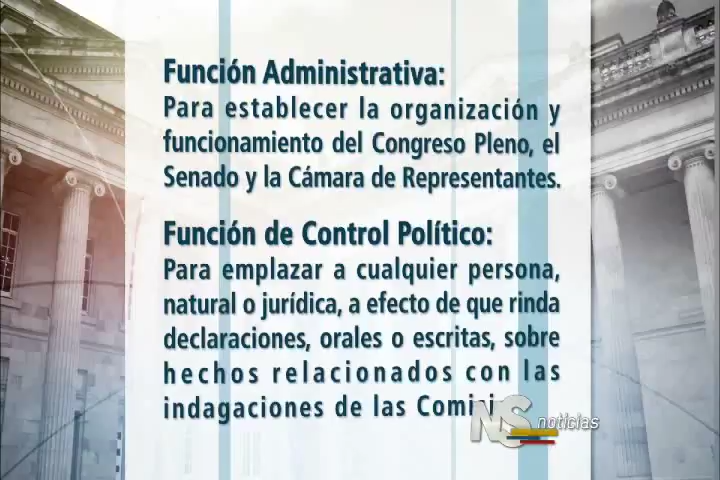 Función Administrativa:
Para establecer la organización y
funcionamiento del Congreso Pleno, el
Senado y la Cámara de Representantes.
Función de Control Político:
Para emplazar a cualquier persona,
natural o jurídica, a efecto de que rinda
declaraciones, orales o escritas, sobre
hechos relacionados con las
indagaciones de las
NS noticias